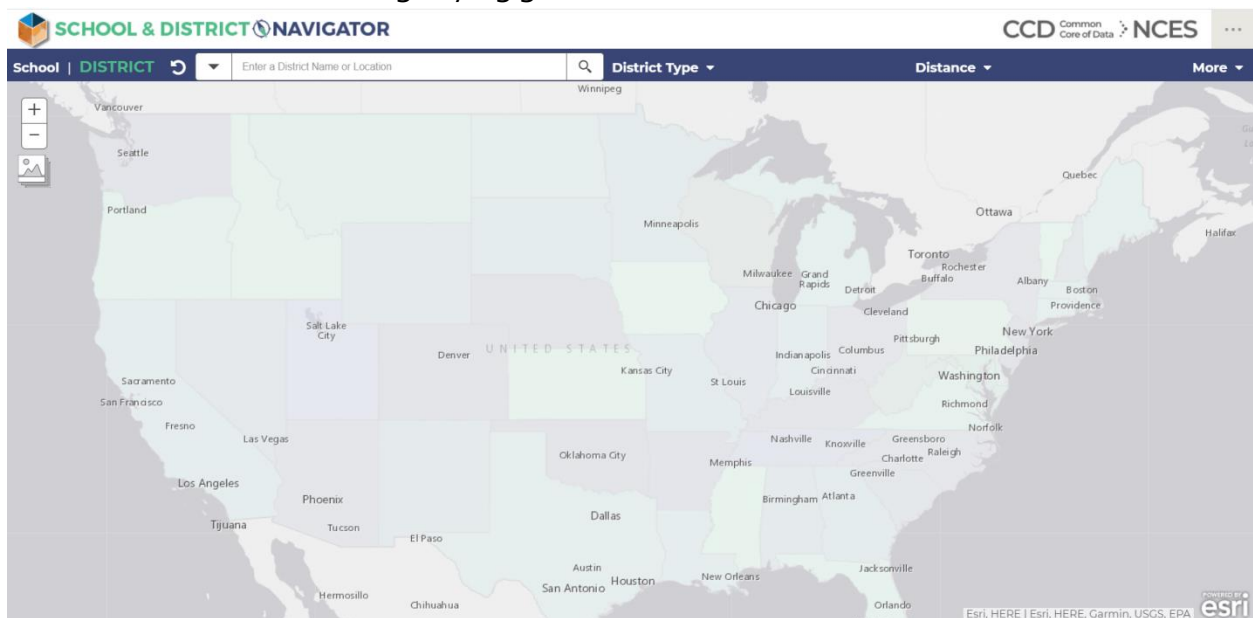 SCHOOL & DISTRICT NAVIGATOR
CCD Common Core of Data NCES
School | DISTRICT
Enter a District Name or Location
District Type
Distance
More
Winnipeg
Vancouver
Seattle
Quebec
Portland
Ottawa
Minneapolis
Halifax
Toronto
Rochester
Buffalo
Milwaukee
Grand Rapids
Detroit
Albany
Boston
Providence
Chicago
Cleveland
Salt Lake City
New York
Pittsburgh
Philadelphia
UNITED STATES
Denver
Indianapolis
Columbus
Cincinnati
Kansas City
Washington
Sacramento
St Louis
Louisville
San Francisco
Richmond
Fresno
Norfolk
Las Vegas
Nashville
Knoxville
Greensboro
Raleigh
Oklahoma City
Memphis
Charlotte
Greenville
Los Angeles
Phoenix
Birmingham
Atlanta
Dallas
Tijuana
Tucson
El Paso
Austin
Jacksonville
San Antonio
Houston
New Orleans
Hermosillo
Chihuahua
Orlando
Esri, HERE | Esri, HERE, Garmin, USGS, EPA
POWERED BY
esri